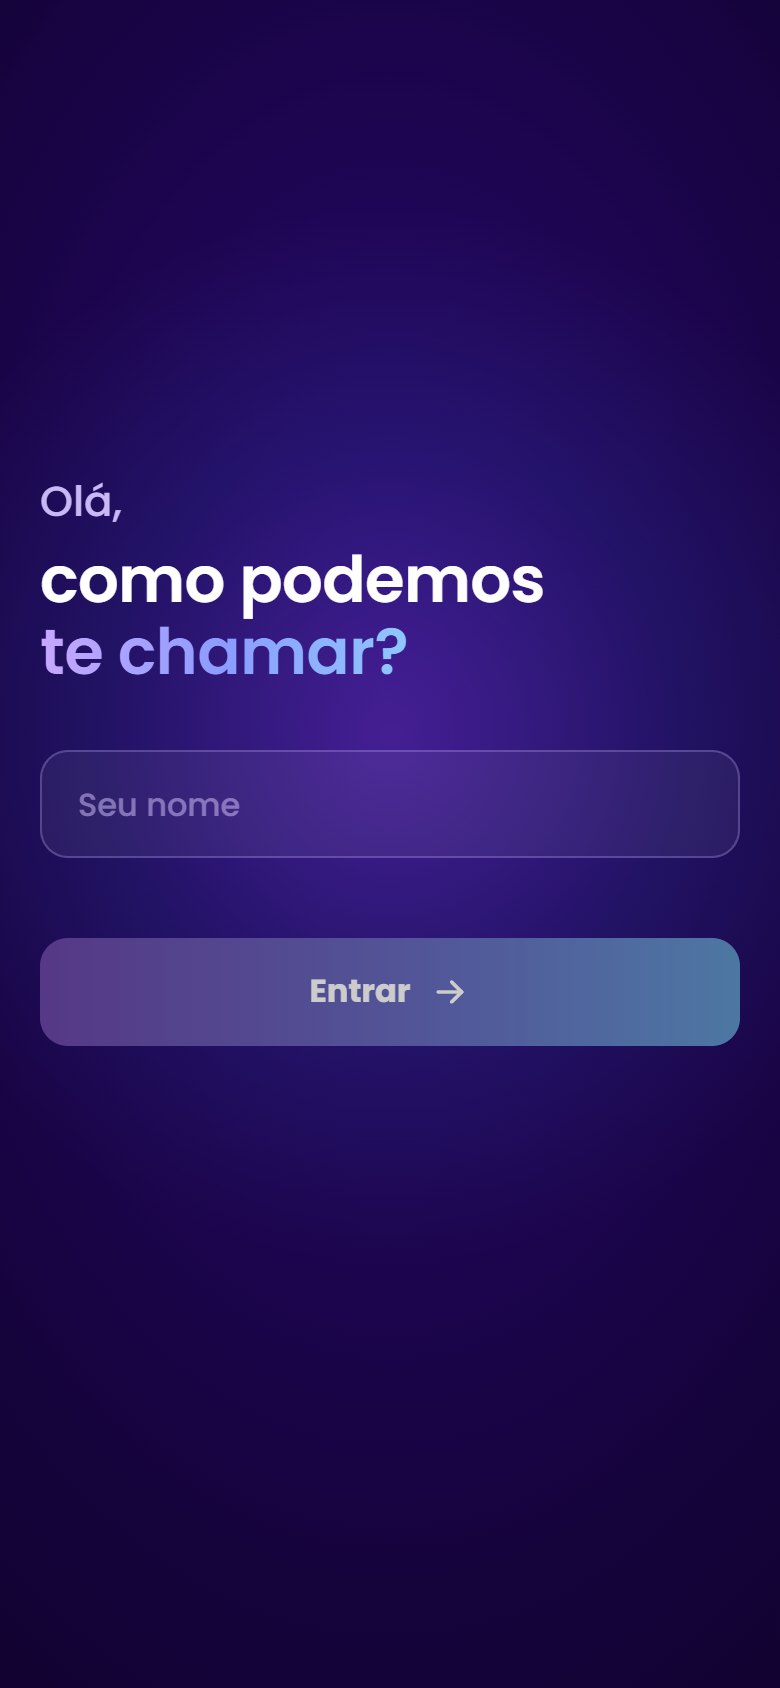 Olá,
como podemos
te chamar?
Seu nome
Entrar →